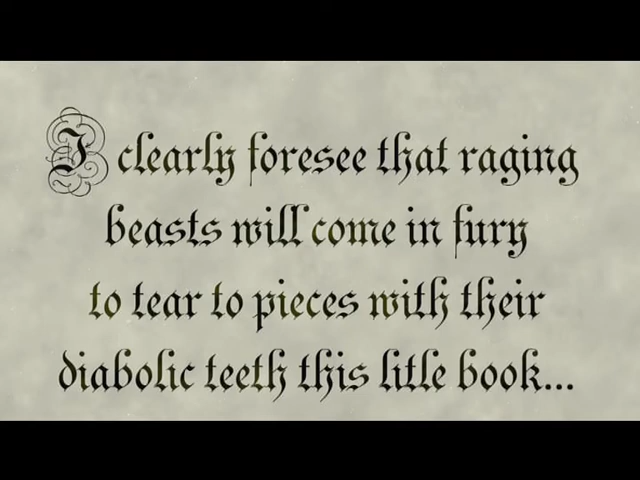 I clearly foresee that raging
beasts will come in fury
to tear to pieces with their
diabolic teeth this litle book...